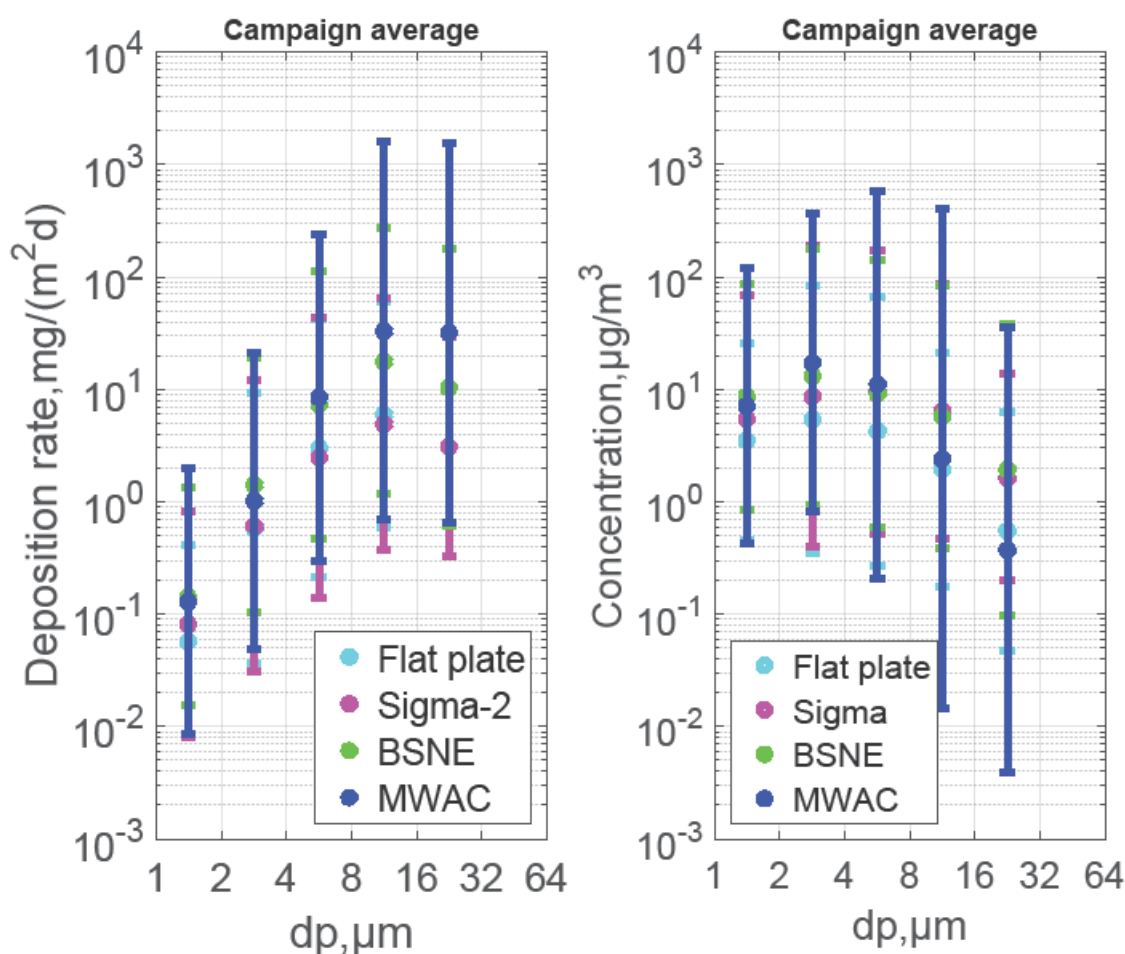 Campaign average
10^4
10^3
10^2
10^1
10^0
10^-1
10^-2
10^-3
Deposition rate,mg/(m^2d)
Flat plate
Sigma-2
BSNE
MWAC
1 2 4 8 16 32 64
dp,µm
Campaign average
10^4
10^3
10^2
10^1
10^0
10^-1
10^-2
10^-3
Concentration,µg/m^3
Flat plate
Sigma
BSNE
MWAC
1 2 4 8 16 32 64
dp,µm